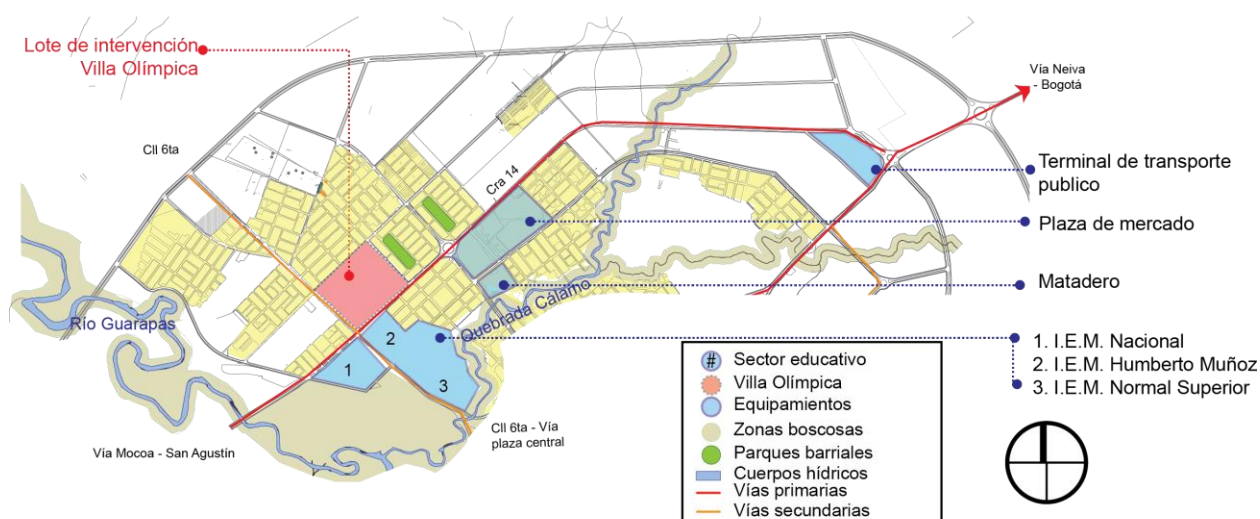 Lote de intervención
Villa Olímpica
Vía Neiva
- Bogotá
Cll 6ta
Cra 14
Terminal de transporte
publico
Plaza de mercado
Matadero
Río Guarapas
Quebrada Cálamo
1
2
3
1. I.E.M. Nacional
2. I.E.M. Humberto Muñoz
3. I.E.M. Normal Superior
Vía Mocoa - San Agustín
Cll 6ta - Vía
plaza central
# Sector educativo
Villa Olímpica
Equipamientos
Zonas boscosas
Parques barriales
Cuerpos hídricos
Vías primarias
Vías secundarias